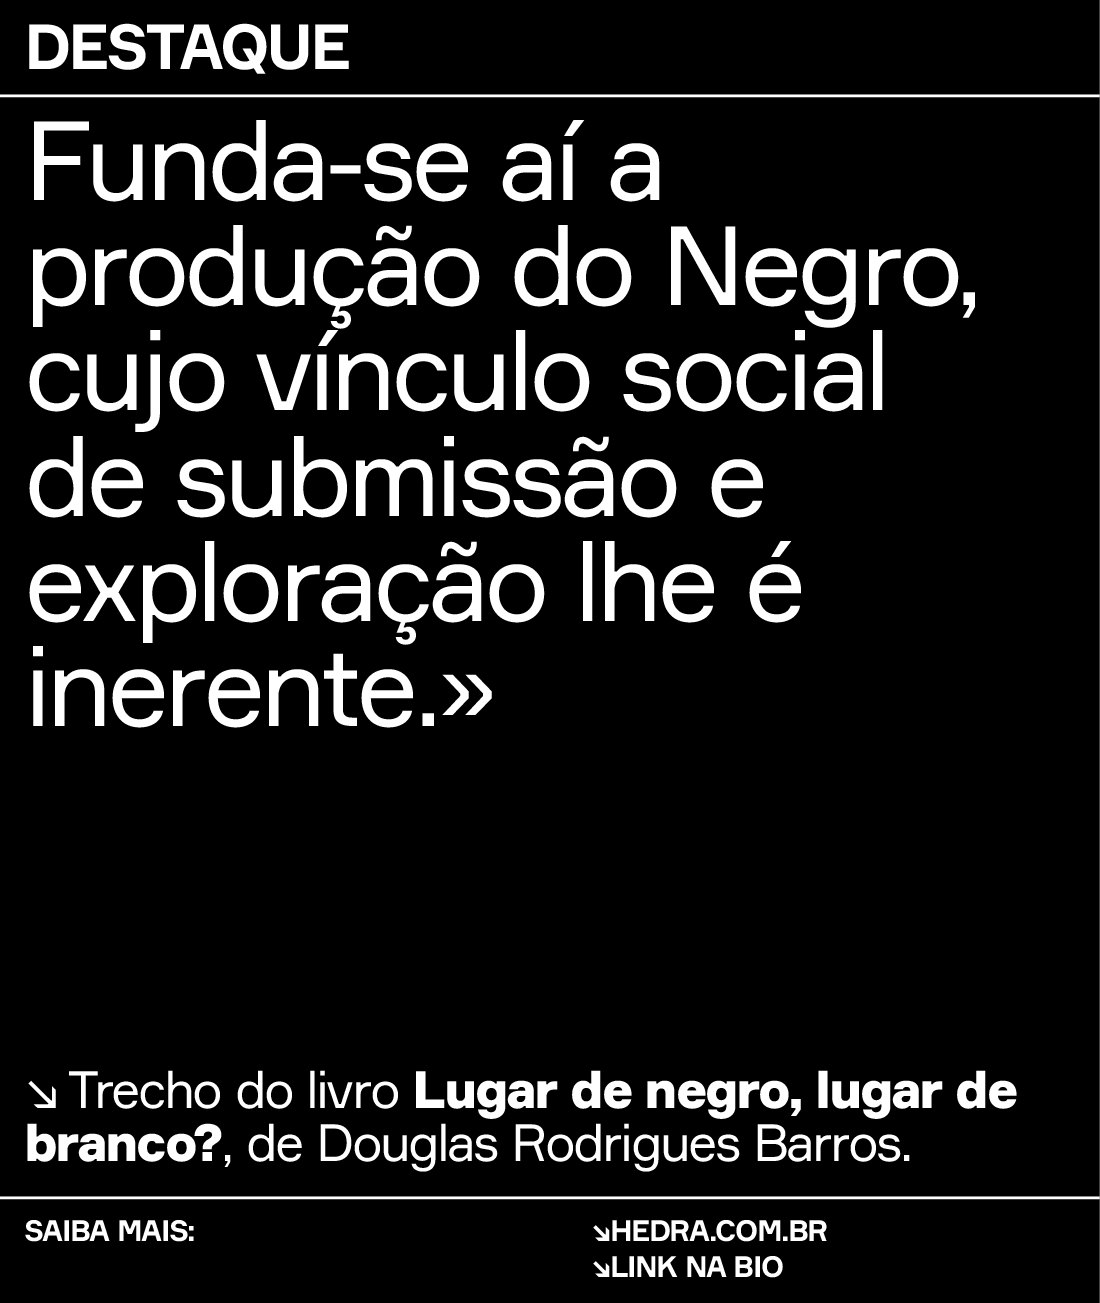 DESTAQUE
Funda-se aí a
produção do Negro,
cujo vínculo social
de submissão e
exploração lhe é
inerente.»
↘ Trecho do livro Lugar de negro, lugar de
branco?, de Douglas Rodrigues Barros.
SAIBA MAIS:
↘HEDRA.COM.BR
↘LINK NA BIO